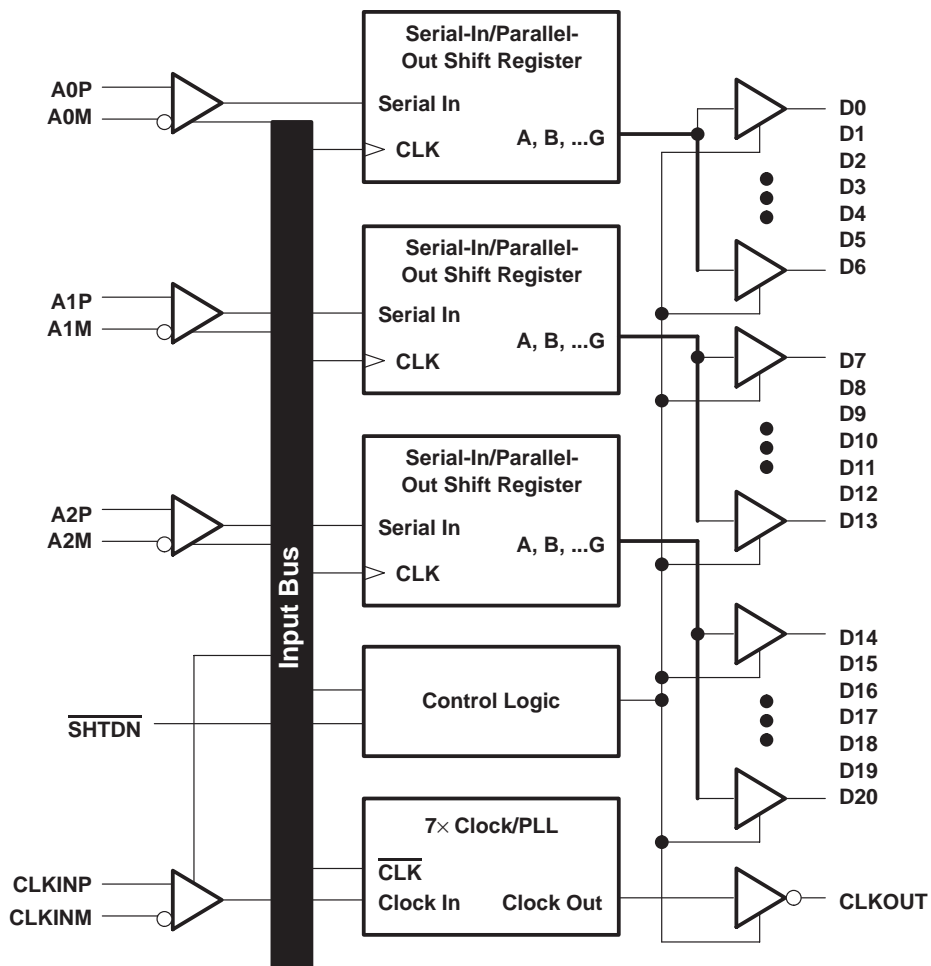 Serial-In/Parallel-
Out Shift Register
A0P
A0M
Serial In
A, B, ...G
CLK
D0
D1
D2
D3
D4
D5
D6
Serial-In/Parallel-
Out Shift Register
A1P
A1M
Serial In
A, B, ...G
CLK
D7
D8
D9
D10
D11
D12
D13
Serial-In/Parallel-
Out Shift Register
A2P
A2M
Serial In
A, B, ...G
CLK
Input Bus
D14
D15
D16
D17
D18
D19
D20
Control Logic
SHTDN
7× Clock/PLL
CLK
CLKINP
CLKINM
Clock In
Clock Out
CLKOUT